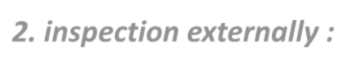 2. inspection externally :